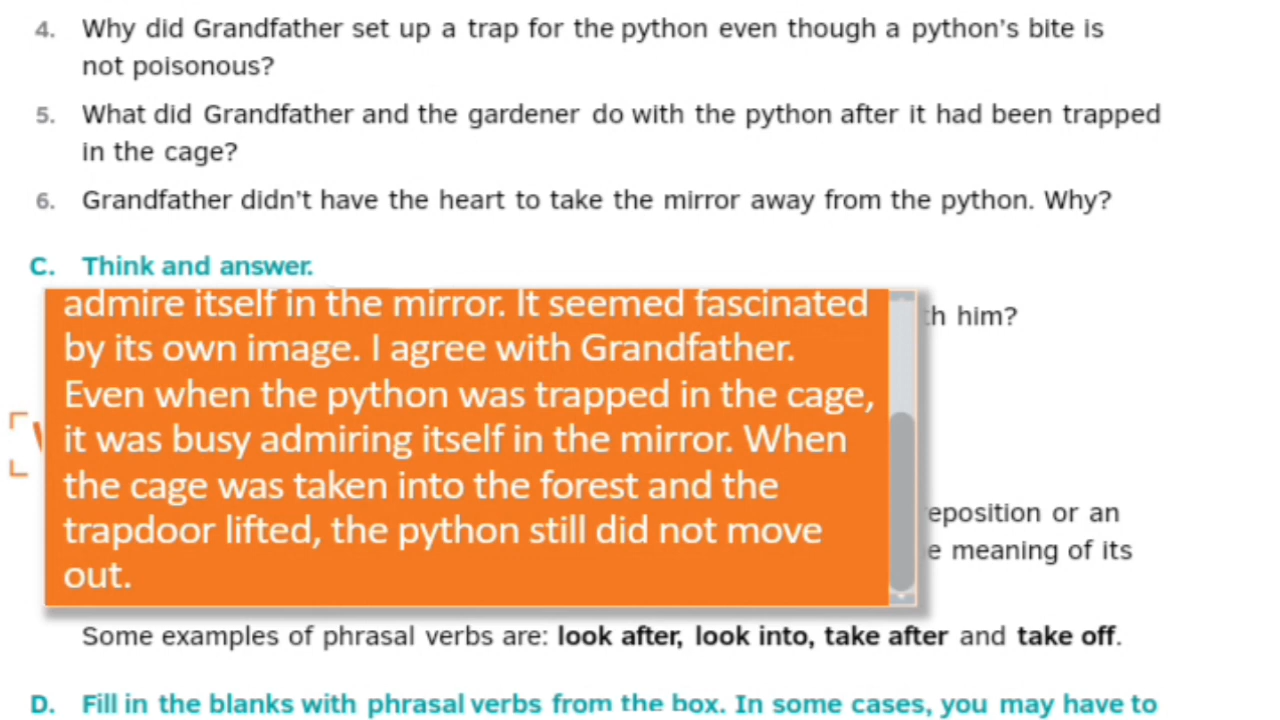 4. Why did Grandfather set up a trap for the python even though a python's bite is
not poisonous?
5. What did Grandfather and the gardener do with the python after it had been trapped
in the cage?
6. Grandfather didn't have the heart to take the mirror away from the python. Why?
C. Think and answer.
admire itself in the mirror. It seemed fascinated
by its own image. I agree with Grandfather.
Even when the python was trapped in the cage,
it was busy admiring itself in the mirror. When
the cage was taken into the forest and the
trapdoor lifted, the python still did not move
out.
him?
or an
meaning of its
Some examples of phrasal verbs are: look after, look into, take after and take off.
D. Fill in the blanks with phrasal verbs from the box. In some cases, you may have to